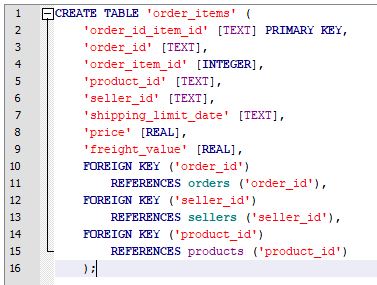 1 CREATE TABLE 'order_items' (
2 'order_id_item_id' [TEXT] PRIMARY KEY,
3 'order_id' [TEXT],
4 'order_item_id' [INTEGER],
5 'product_id' [TEXT],
6 'seller_id' [TEXT],
7 'shipping_limit_date' [TEXT],
8 'price' [REAL],
9 'freight_value' [REAL],
10 FOREIGN KEY ('order_id')
11 REFERENCES orders ('order_id'),
12 FOREIGN KEY ('seller_id')
13 REFERENCES sellers ('seller_id'),
14 FOREIGN KEY ('product_id')
15 REFERENCES products ('product_id')
16 );